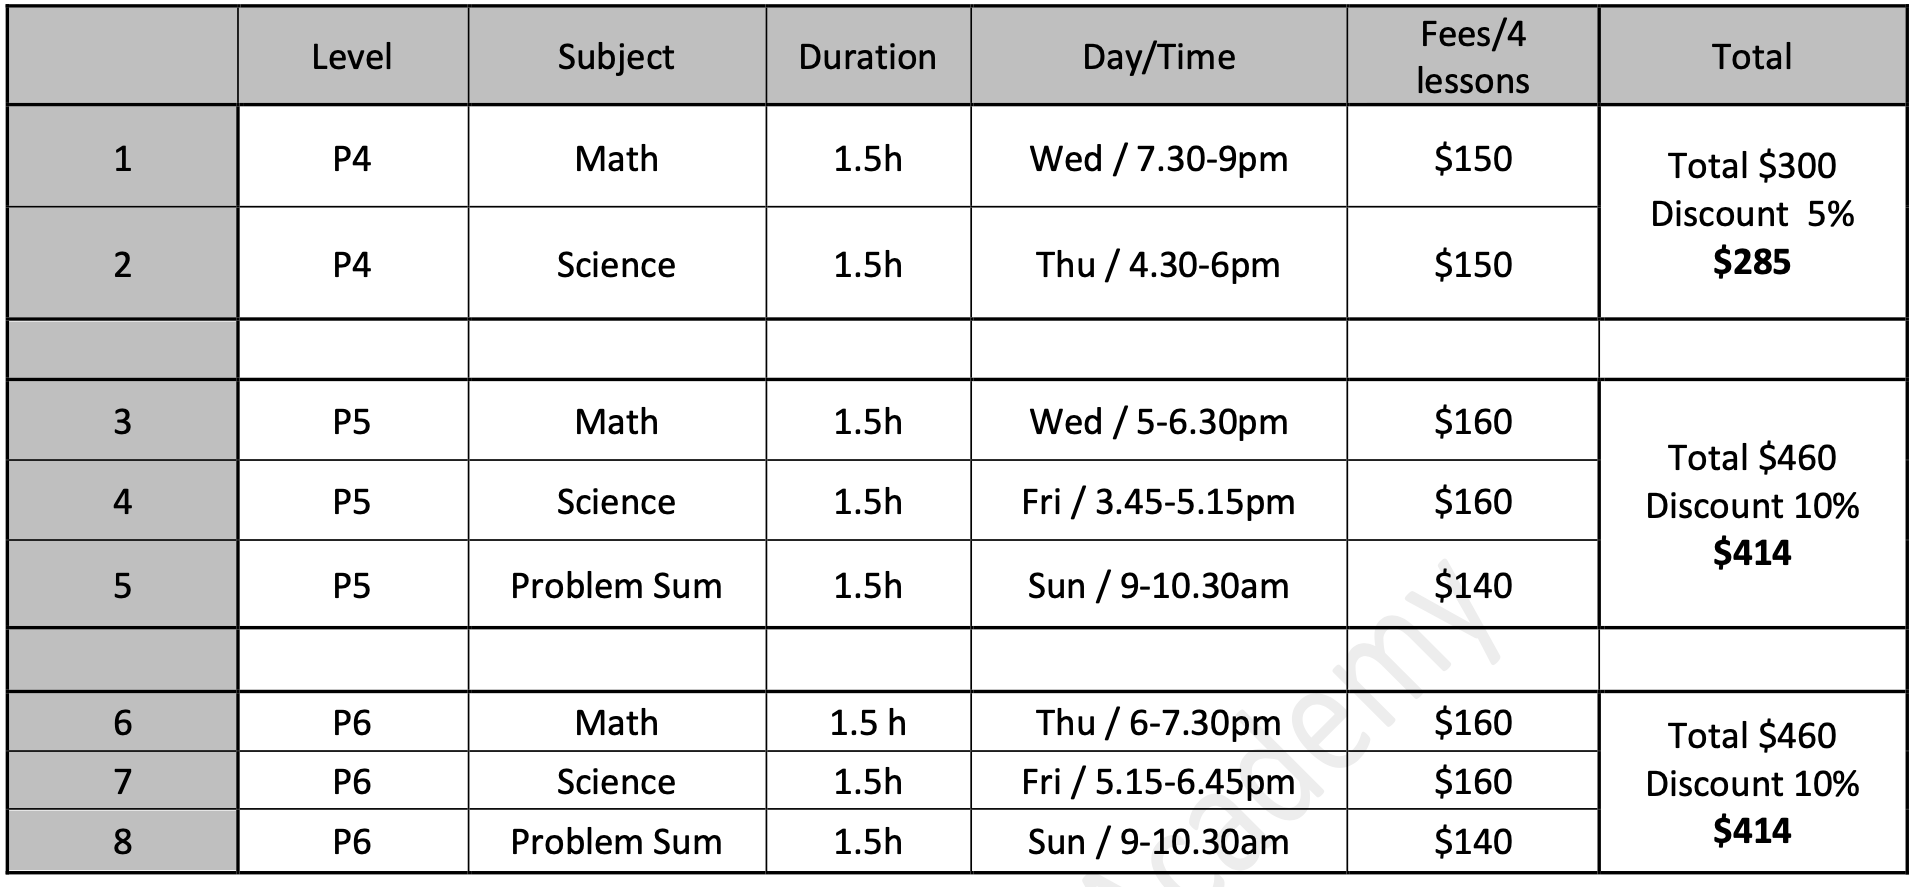 Level Subject Duration Day/Time Fees/4 lessons Total
1 P4 Math 1.5h Wed / 7.30-9pm $150
2 P4 Science 1.5h Thu / 4.30-6pm $150
Total $300
Discount 5%
$285
3 P5 Math 1.5h Wed / 5-6.30pm $160
4 P5 Science 1.5h Fri / 3.45-5.15pm $160
5 P5 Problem Sum 1.5h Sun / 9-10.30am $140
Total $460
Discount 10%
$414
6 P6 Math 1.5 h Thu / 6-7.30pm $160
7 P6 Science 1.5h Fri / 5.15-6.45pm $160
8 P6 Problem Sum 1.5h Sun / 9-10.30am $140
Total $460
Discount 10%
$414
Academy